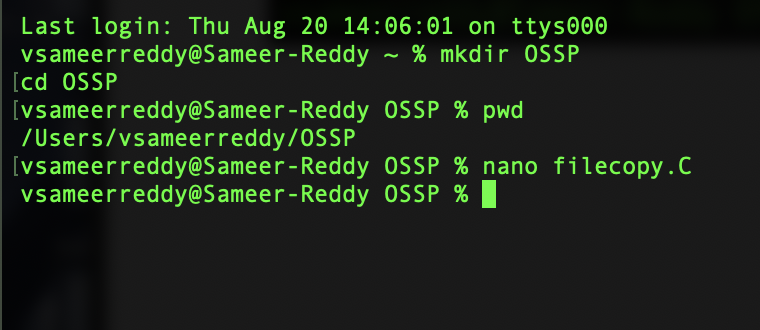 Last login: Thu Aug 20 14:06:01 on ttys000
vsameerreddy@Sameer-Reddy ~ % mkdir OSSP
[cd OSSP
[vsameerreddy@Sameer-Reddy OSSP % pwd
/Users/vsameerreddy/OSSP
[vsameerreddy@Sameer-Reddy OSSP % nano filecopy.C
vsameerreddy@Sameer-Reddy OSSP %